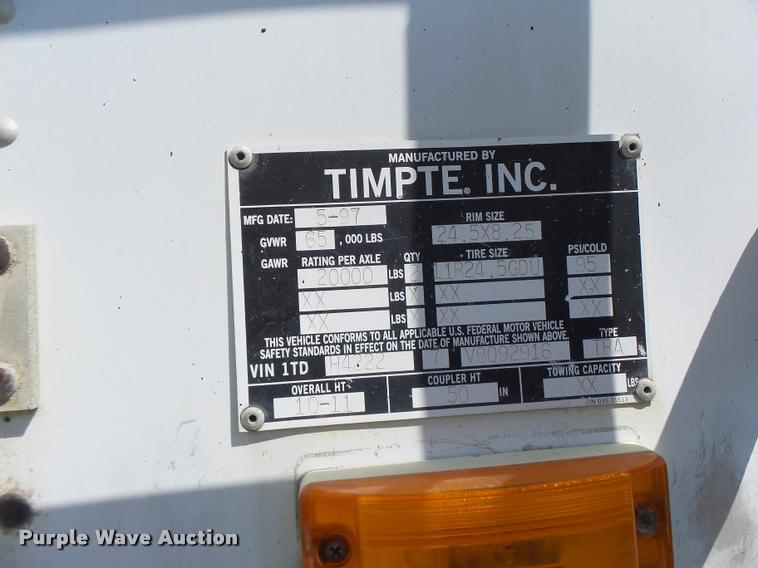 MANUFACTURED BY
TIMPTE® INC.
MFG DATE: 5-97 RIM SIZE
GVWR 65 ,000 LBS 24.5X8.25
GAWR RATING PER AXLE QTY TIRE SIZE PSI/COLD
20000 LBS 2 L1R24.5GDU 95
XX LBS X XX XX
XX LBS X XX XX
THIS VEHICLE CONFORMS TO ALL APPLICABLE U.S. FEDERAL MOTOR VEHICLE
SAFETY STANDARDS IN EFFECT ON THE DATE OF MANUFACTURE SHOWN ABOVE. TYPE
VIN 1TD H4222 7 VB092916 TRA
OVERALL HT COUPLER HT TOWING CAPACITY
10-11 50 IN XX LBS
Purple Wave Auction